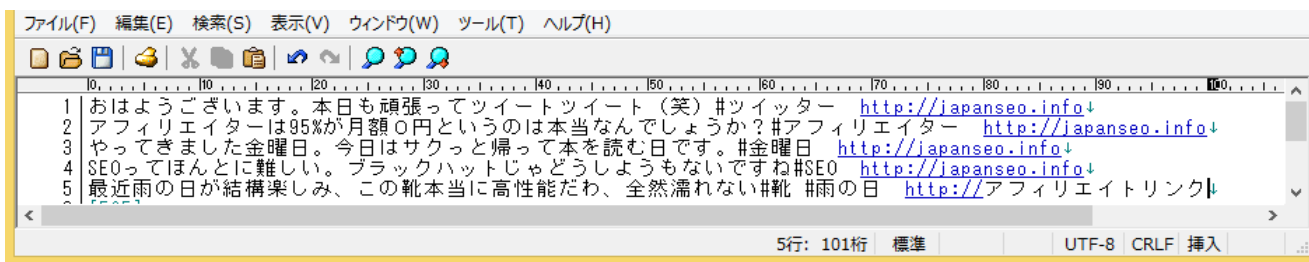 ファイル(F) 編集(E) 検索(S) 表示(V) ウィンドウ(W) ツール(T) ヘルプ(H)
0 10 20 30 40 50 60 70 80 90 100
1 おはようございます。本日も頑張ってツイートツイート（笑）#ツイッター http://japanseo.info↓
2 アフィリエイターは95%が月額０円というのは本当なんでしょうか？#アフィリエイター http://japanseo.info↓
3 やってきました金曜日。今日はサクっと帰って本を読む日です。#金曜日 http://japanseo.info↓
4 SEOってほんとに難しい。ブラックハットじゃどうしようもないですね#SEO http://japanseo.info↓
5 最近雨の日が結構楽しみ、この靴本当に高性能だわ、全然濡れない#靴 #雨の日 http://アフィリエイトリンク↓
5行: 101桁 標準 UTF-8 CRLF 挿入